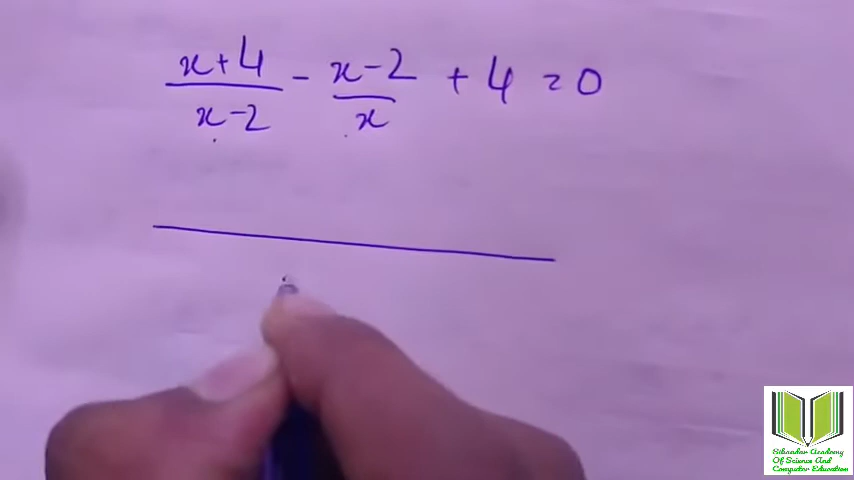 x+4/x-2 - x-2/x + 4 = 0
Sikandar Academy
Of Science And
Computer Education